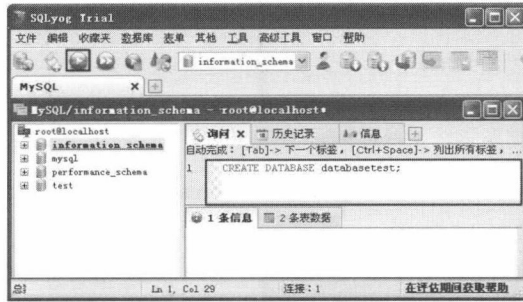 SQLyog Trial
文件 编辑 收藏夹 数据库 表单 其他 工具 高级工具 窗口 帮助
information_schema
MySQL
MySQL/information_schema - root@localhost*
root@localhost
information_schema
mysql
performance_schema
test
询问 历史记录 信息
自动完成： [Tab]-> 下一个标签， [Ctrl+Space]-> 列出所有标签， ...
1 CREATE DATABASE databasetest;
1 条信息 2 条表数据
Ln 1, Col 29 连接：1 在评估期间获取帮助